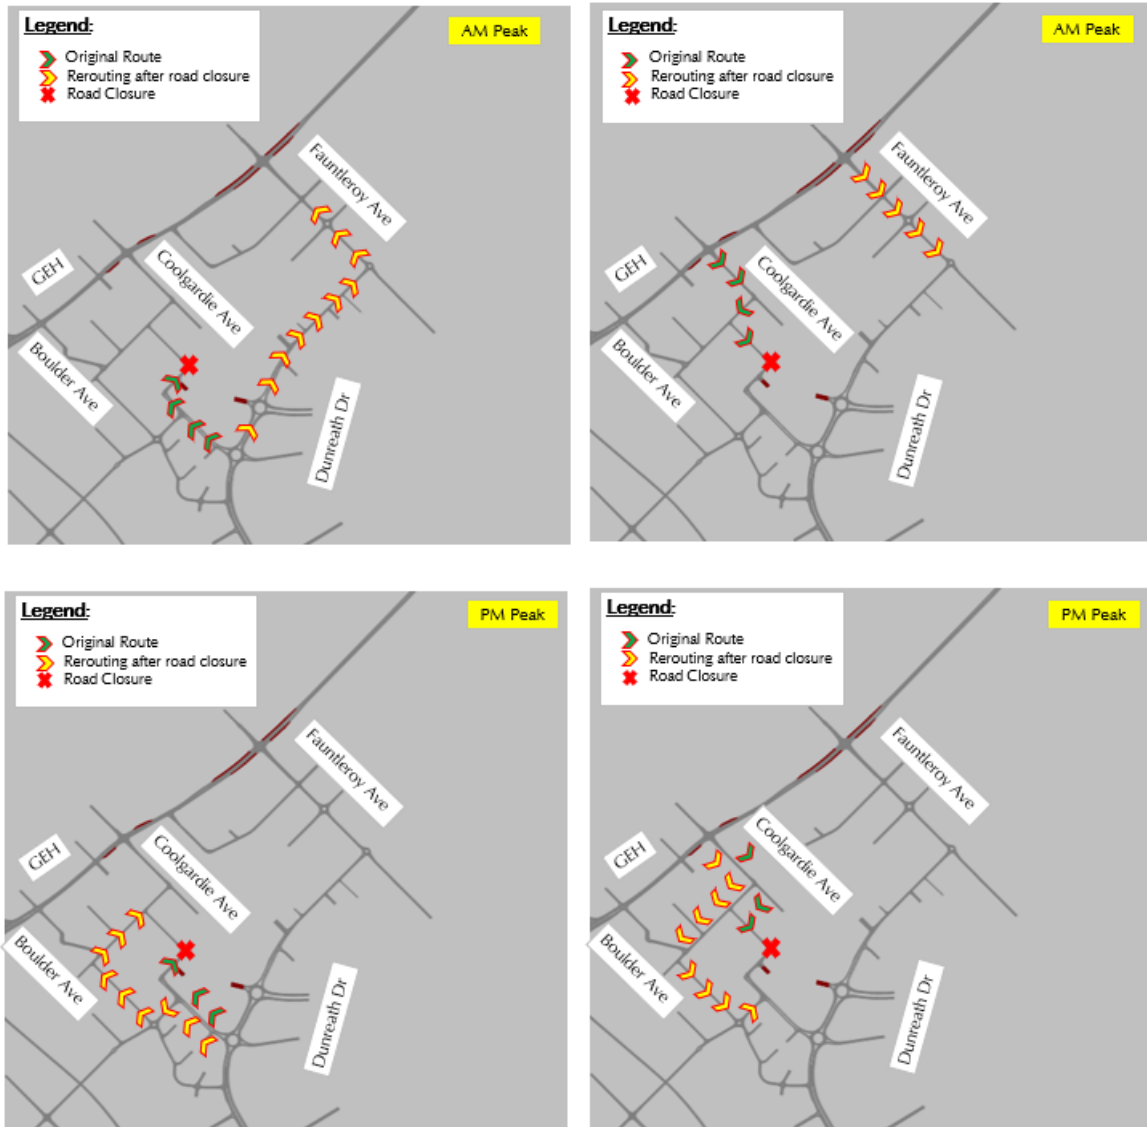 Legend:
AM Peak
Original Route
Rerouting after road closure
Road Closure
Fauntleroy Ave
GEH
Coolgardie Ave
Boulder Ave
Dunreath Dr
Legend:
AM Peak
Original Route
Rerouting after road closure
Road Closure
Fauntleroy Ave
GEH
Coolgardie Ave
Boulder Ave
Dunreath Dr
Legend:
PM Peak
Original Route
Rerouting after road closure
Road Closure
Fauntleroy Ave
GEH
Coolgardie Ave
Boulder Ave
Dunreath Dr
Legend:
PM Peak
Original Route
Rerouting after road closure
Road Closure
Fauntleroy Ave
GEH
Coolgardie Ave
Boulder Ave
Dunreath Dr